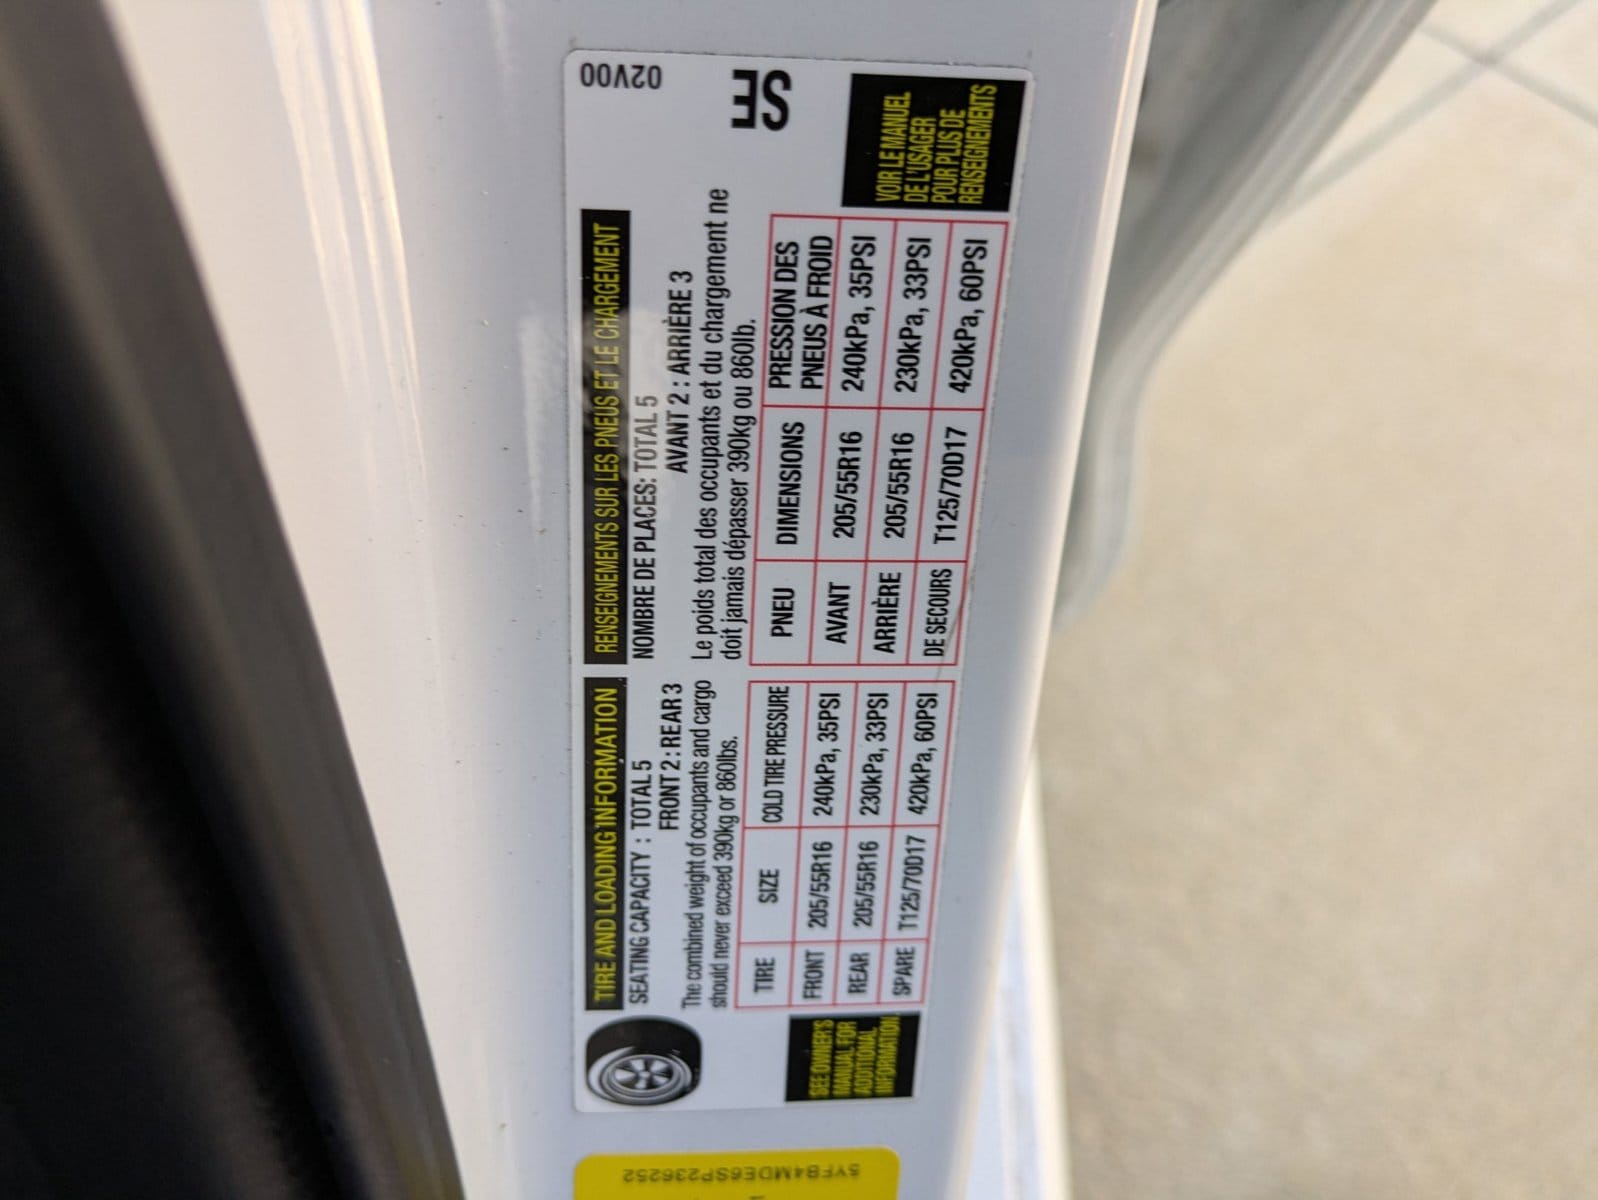 TIRE AND LOADING INFORMATION
SEATING CAPACITY : TOTAL 5
FRONT 2 : REAR 3
The combined weight of occupants and cargo
should never exceed 390kg or 860lbs.
TIRE SIZE COLD TIRE PRESSURE
FRONT 205/55R16 240kPa, 35PSI
REAR 205/55R16 230kPa, 33PSI
SPARE T125/70D17 420kPa, 60PSI
SEE OWNER'S
MANUAL FOR
ADDITIONAL
INFORMATION
RENSEIGNEMENTS SUR LES PNEUS ET LE CHARGEMENT
NOMBRE DE PLACES: TOTAL 5
AVANT 2 : ARRIÈRE 3
Le poids total des occupants et du chargement ne
doit jamais dépasser 390kg ou 860lb.
PNEU DIMENSIONS PRESSION DES
PNEUS À FROID
AVANT 205/55R16 240kPa, 35PSI
ARRIÈRE 205/55R16 230kPa, 33PSI
DE SECOURS T125/70D17 420kPa, 60PSI
VOIR LE MANUEL
DE L'USAGER
POUR PLUS DE
RENSEIGNEMENTS
02V00
SE
5YFB4MDE6SP236252